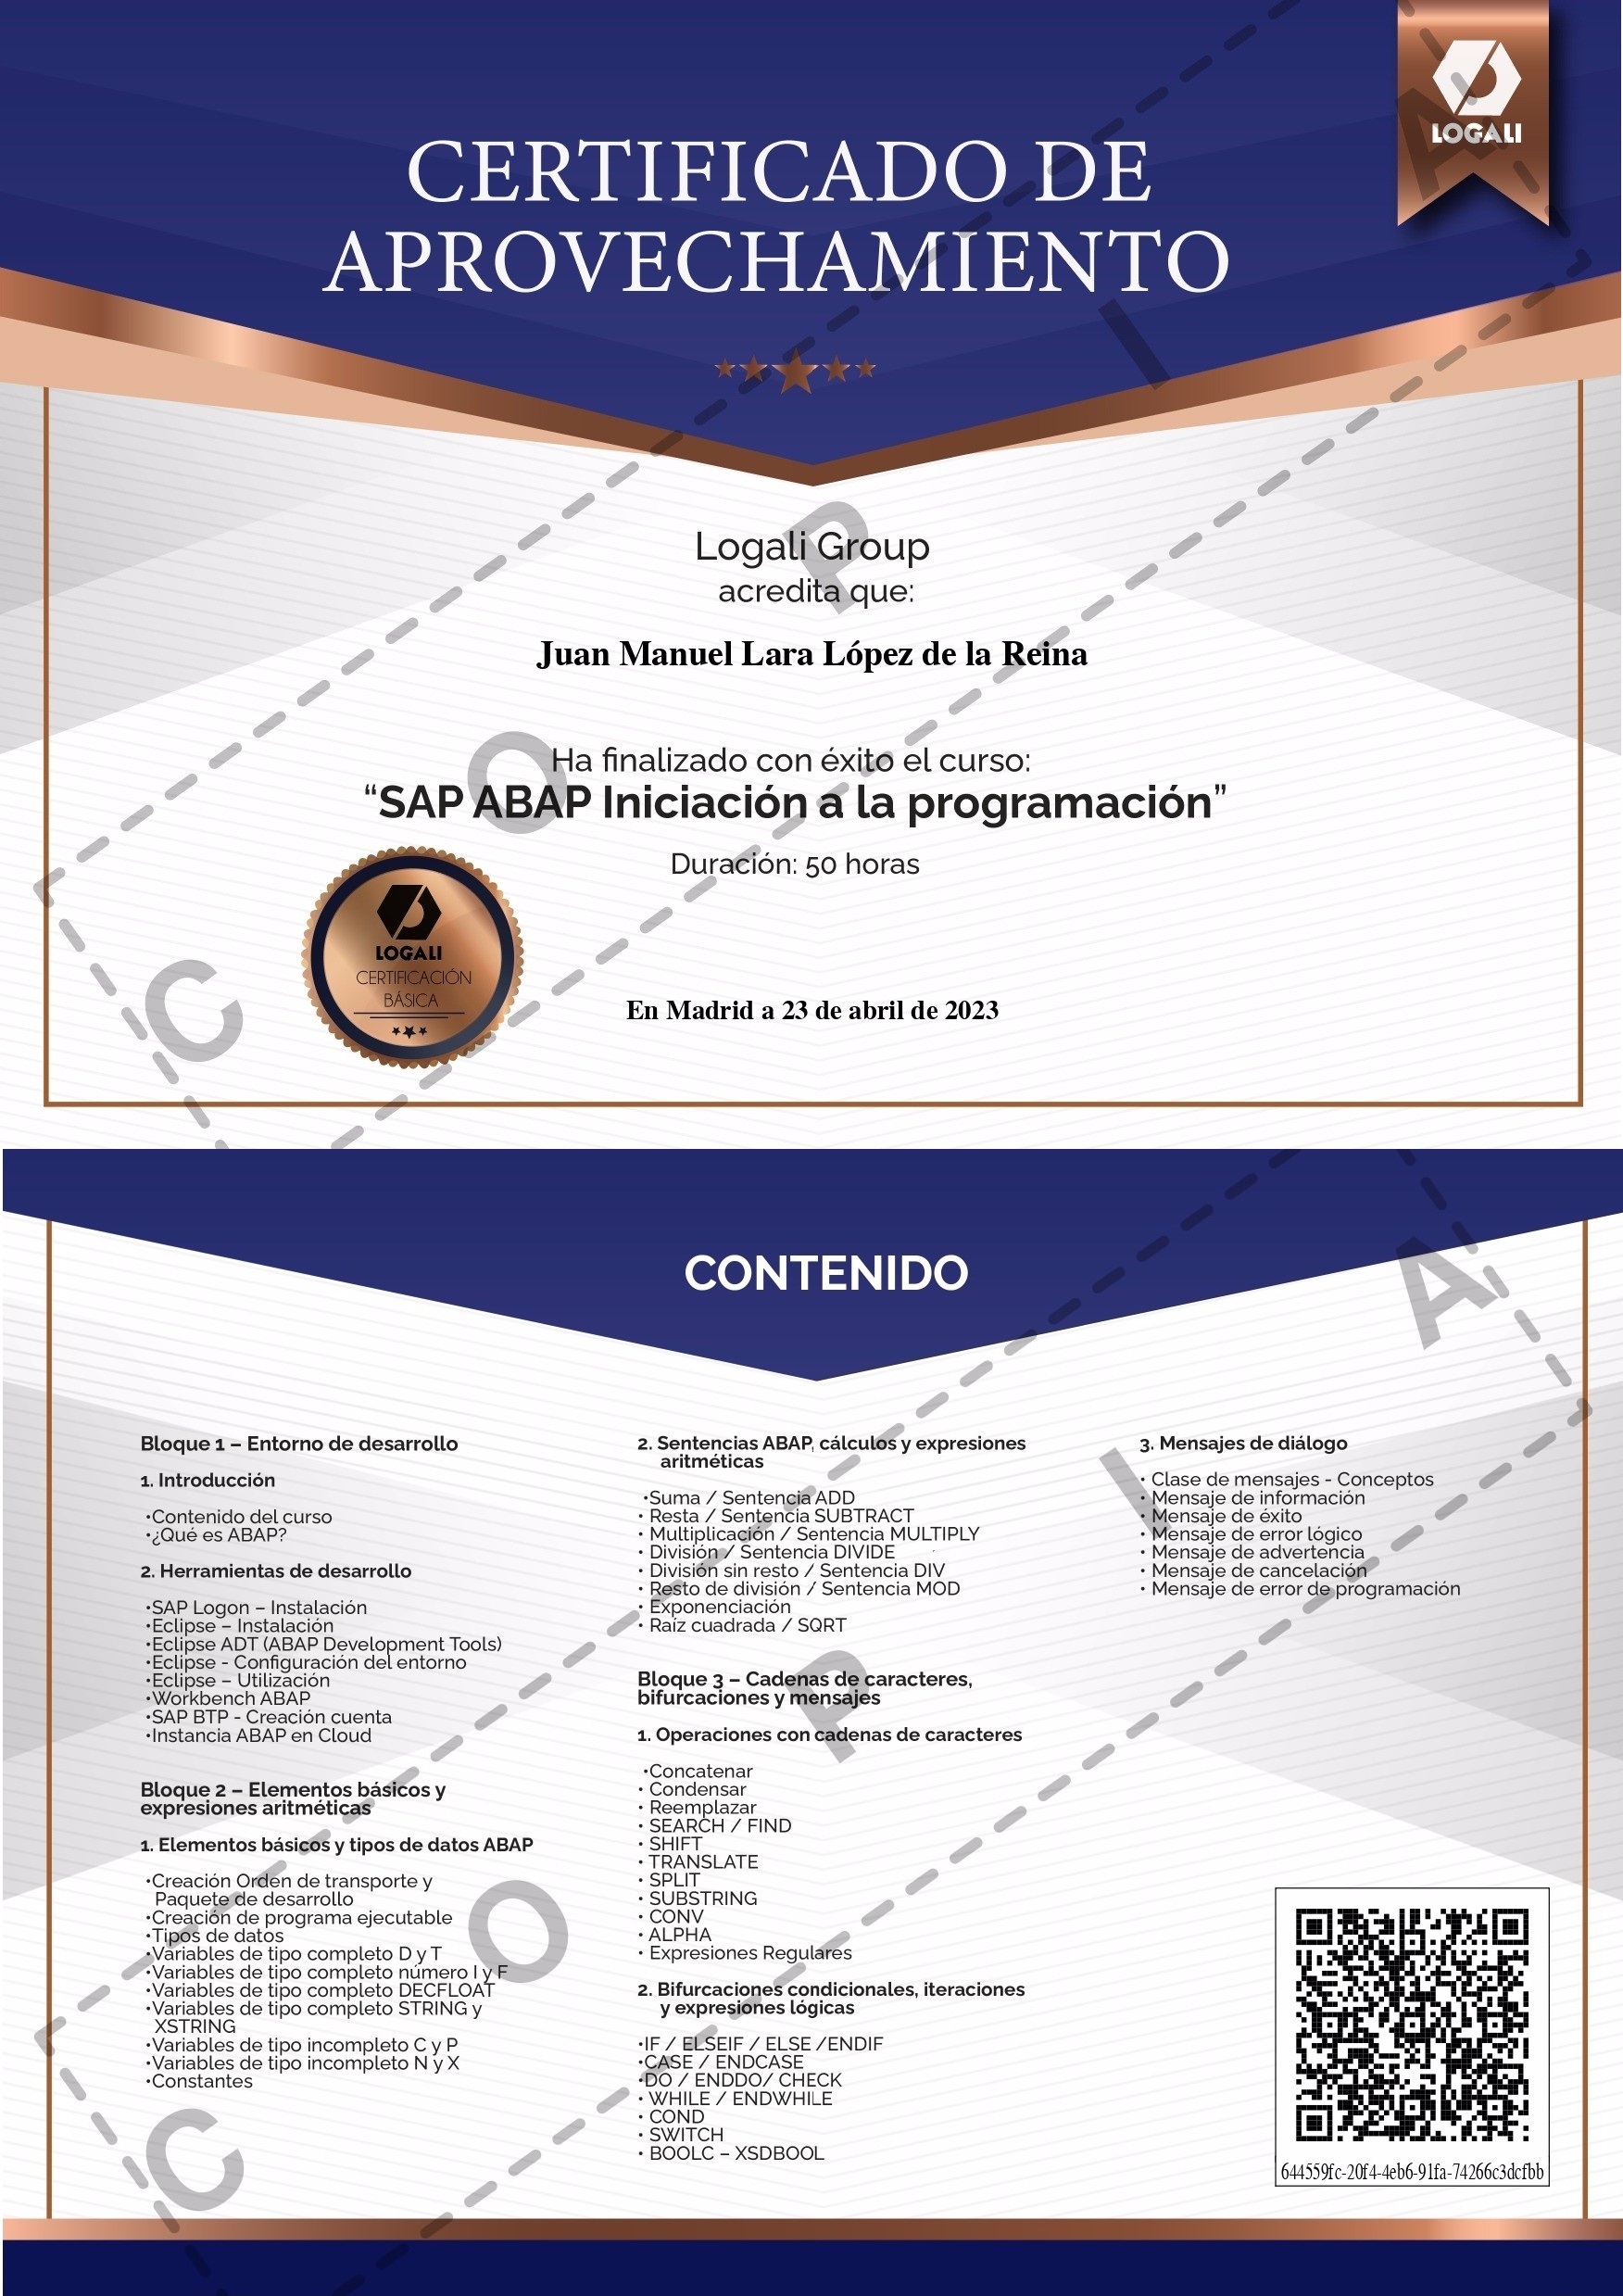 CERTIFICADO DE
APROVECHAMIENTO
LOGALI
Logali Group
acredita que:
Juan Manuel Lara López de la Reina
Ha finalizado con éxito el curso:
“SAP ABAP Iniciación a la programación”
Duración: 50 horas
LOGALI
CERTIFICACIÓN
BÁSICA
En Madrid a 23 de abril de 2023
COPIA
CONTENIDO
Bloque 1 – Entorno de desarrollo
1. Introducción
•Contenido del curso
•¿Qué es ABAP?
2. Herramientas de desarrollo
•SAP Logon – Instalación
•Eclipse – Instalación
•Eclipse ADT (ABAP Development Tools)
•Eclipse - Configuración del entorno
•Eclipse – Utilización
•Workbench ABAP
•SAP BTP - Creación cuenta
•Instancia ABAP en Cloud
Bloque 2 – Elementos básicos y
expresiones aritméticas
1. Elementos básicos y tipos de datos ABAP
•Creación Orden de transporte y
Paquete de desarrollo
•Creación de programa ejecutable
•Tipos de datos
•Variables de tipo completo D y T
•Variables de tipo completo número I y F
•Variables de tipo completo DECFLOAT
•Variables de tipo completo STRING y
XSTRING
•Variables de tipo incompleto C y P
•Variables de tipo incompleto N y X
•Constantes
2. Sentencias ABAP, cálculos y expresiones
aritméticas
•Suma / Sentencia ADD
• Resta / Sentencia SUBTRACT
• Multiplicación / Sentencia MULTIPLY
• División / Sentencia DIVIDE
• División sin resto / Sentencia DIV
• Resto de división / Sentencia MOD
• Exponenciación
• Raíz cuadrada / SQRT
Bloque 3 – Cadenas de caracteres,
bifurcaciones y mensajes
1. Operaciones con cadenas de caracteres
•Concatenar
• Condensar
• Reemplazar
• SEARCH / FIND
• SHIFT
• TRANSLATE
• SPLIT
• SUBSTRING
• CONV
• ALPHA
• Expresiones Regulares
2. Bifurcaciones condicionales, iteraciones
y expresiones lógicas
•IF / ELSEIF / ELSE /ENDIF
•CASE / ENDCASE
•DO / ENDDO/ CHECK
• WHILE / ENDWHILE
• COND
• SWITCH
• BOOLC – XSDBOOL
3. Mensajes de diálogo
• Clase de mensajes - Conceptos
• Mensaje de información
• Mensaje de éxito
• Mensaje de error lógico
• Mensaje de advertencia
• Mensaje de cancelación
• Mensaje de error de programación
644559fc-20f4-4eb6-91fa-74266c3dcfbb
COPIA